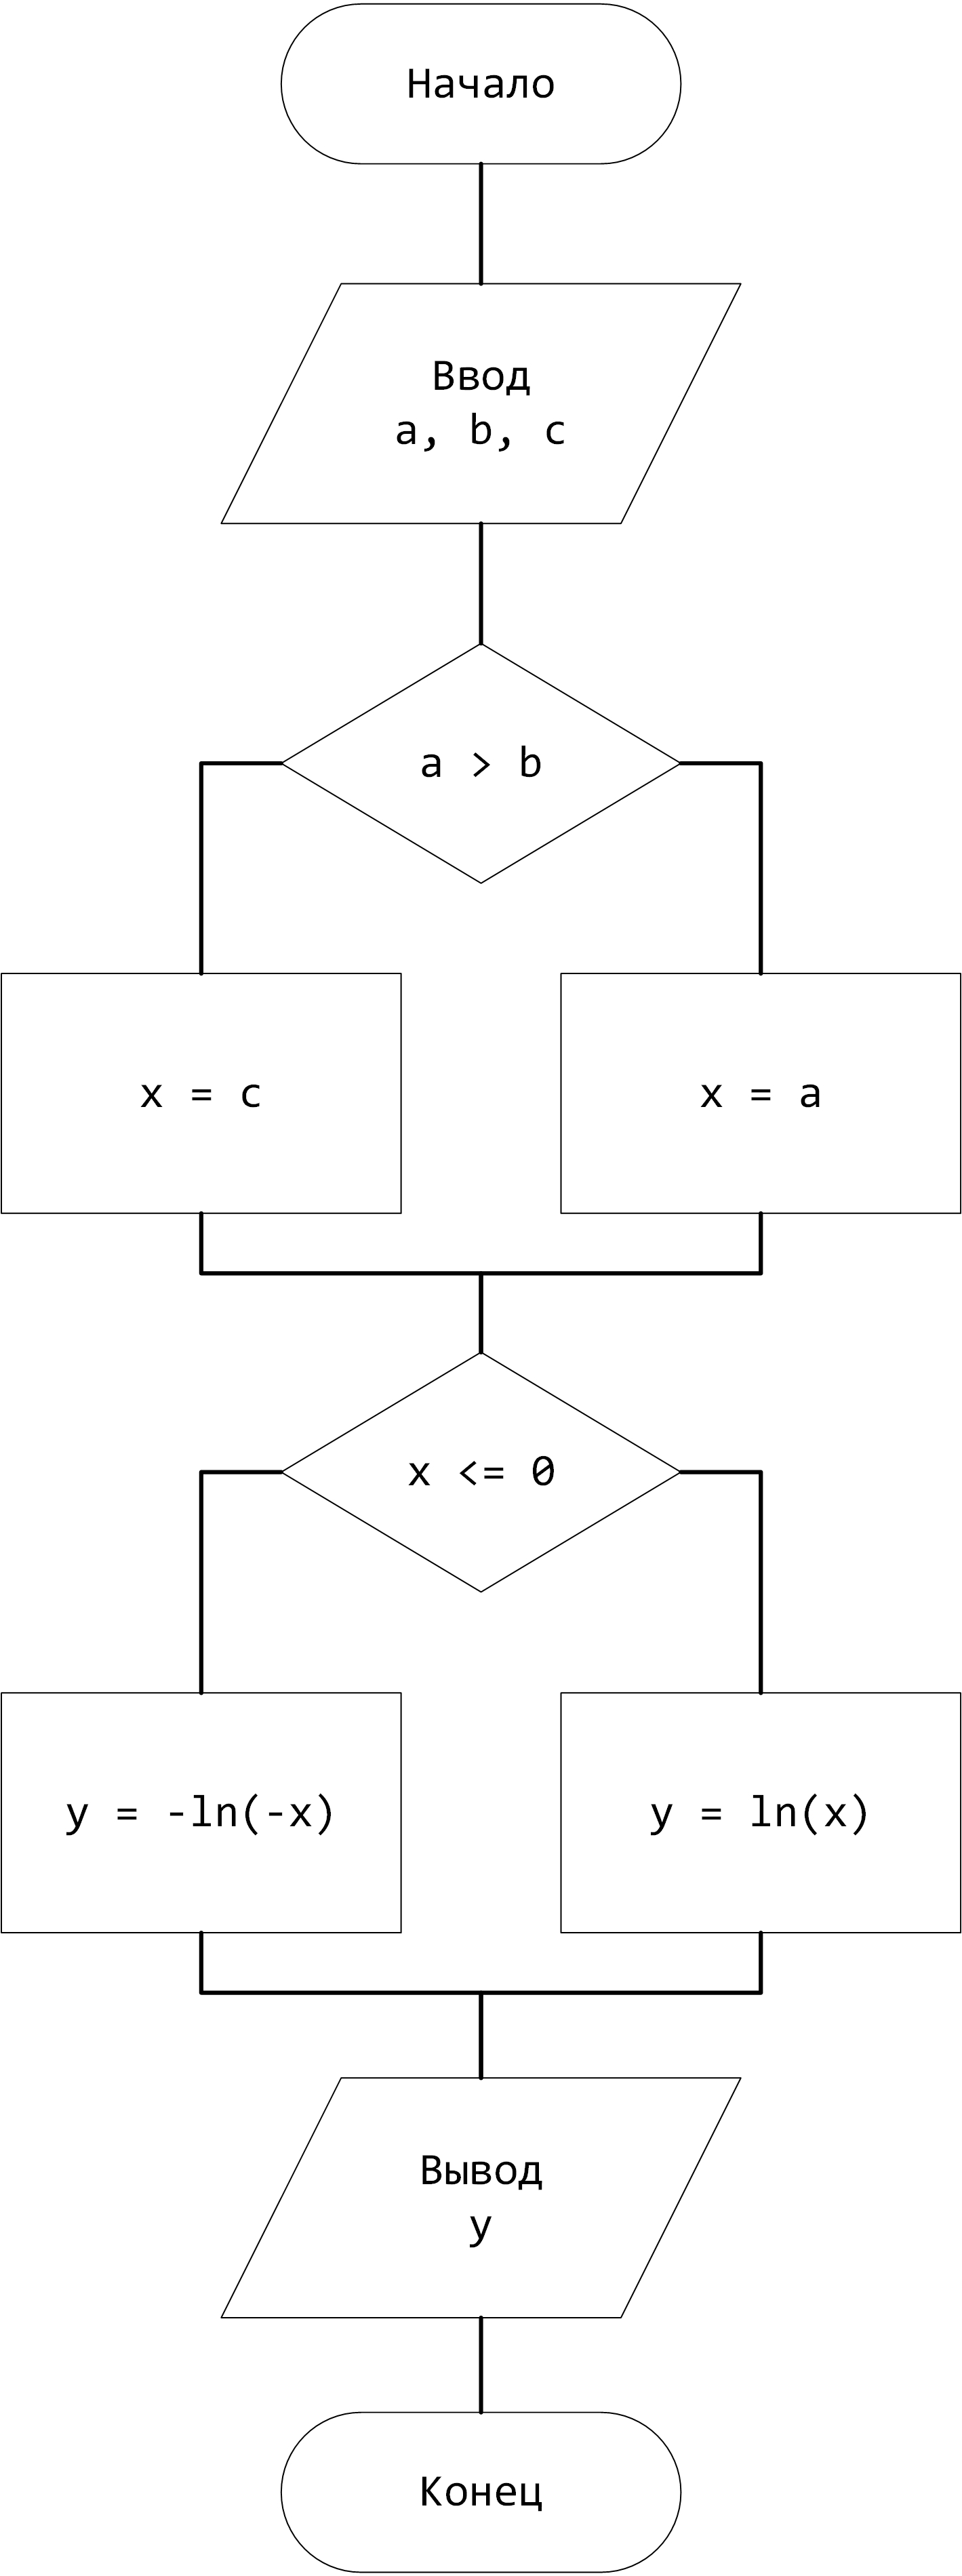 Начало
Ввод
a, b, c
a > b
x = c
x = a
x <= 0
y = -ln(-x)
y = ln(x)
Вывод
y
Конец